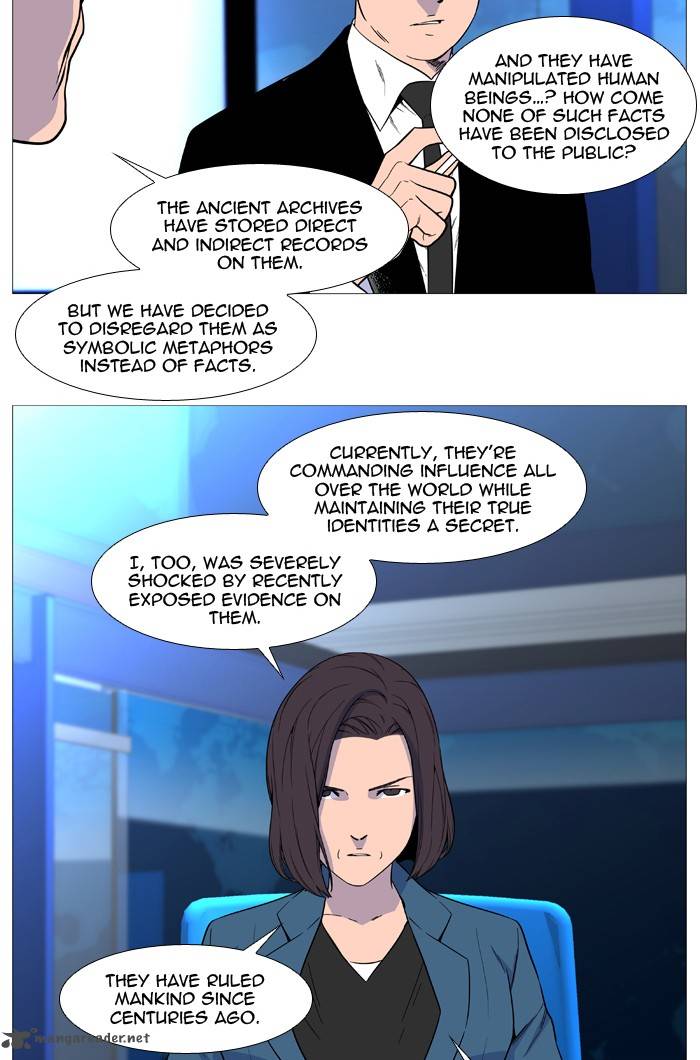 AND THEY HAVE
MANIPULATED HUMAN
BEINGS...? HOW COME
NONE OF SUCH FACTS
HAVE BEEN DISCLOSED
TO THE PUBLIC?
THE ANCIENT ARCHIVES
HAVE STORED DIRECT
AND INDIRECT RECORDS
ON THEM.
BUT WE HAVE DECIDED
TO DISREGARD THEM AS
SYMBOLIC METAPHORS
INSTEAD OF FACTS.
CURRENTLY, THEY'RE
COMMANDING INFLUENCE ALL
OVER THE WORLD WHILE
MAINTAINING THEIR TRUE
IDENTITIES A SECRET.
I, TOO, WAS SEVERELY
SHOCKED BY RECENTLY
EXPOSED EVIDENCE ON
THEM.
THEY HAVE RULED
MANKIND SINCE
CENTURIES AGO.
mangareader.net